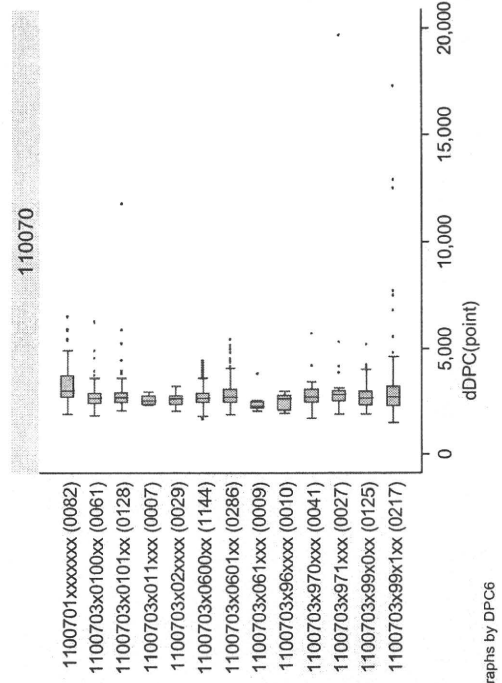 110070
1100701xxxxxxx (0082)
1100703x0100xx (0061)
1100703x0101xx (0128)
1100703x011xxx (0007)
1100703x02xxxx (0029)
1100703x0600xx (1144)
1100703x0601xx (0286)
1100703x061xxx (0009)
1100703x96xxxx (0010)
1100703x970xxx (0041)
1100703x971xxx (0027)
1100703x99x0xx (0125)
1100703x99x1xx (0217)
0 5,000 10,000 15,000 20,000
dDPC(point)
raphs by DPC6